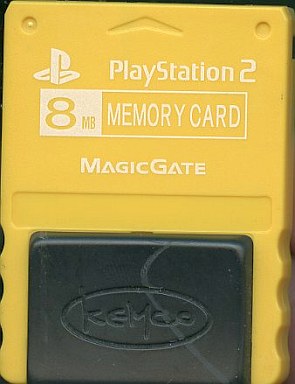 PlayStation 2
8 MB MEMORY CARD
MAGICGATE
KEMCO